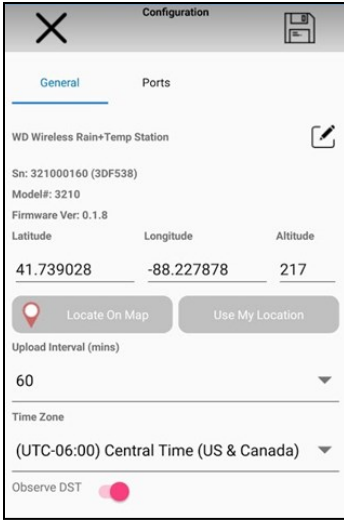 Configuration
General Ports
WD Wireless Rain+Temp Station
Sn: 321000160 (3DF538)
Model#: 3210
Firmware Ver: 0.1.8
Latitude Longitude Altitude
41.739028 -88.227878 217
Locate On Map Use My Location
Upload Interval (mins)
60
Time Zone
(UTC-06:00) Central Time (US & Canada)
Observe DST